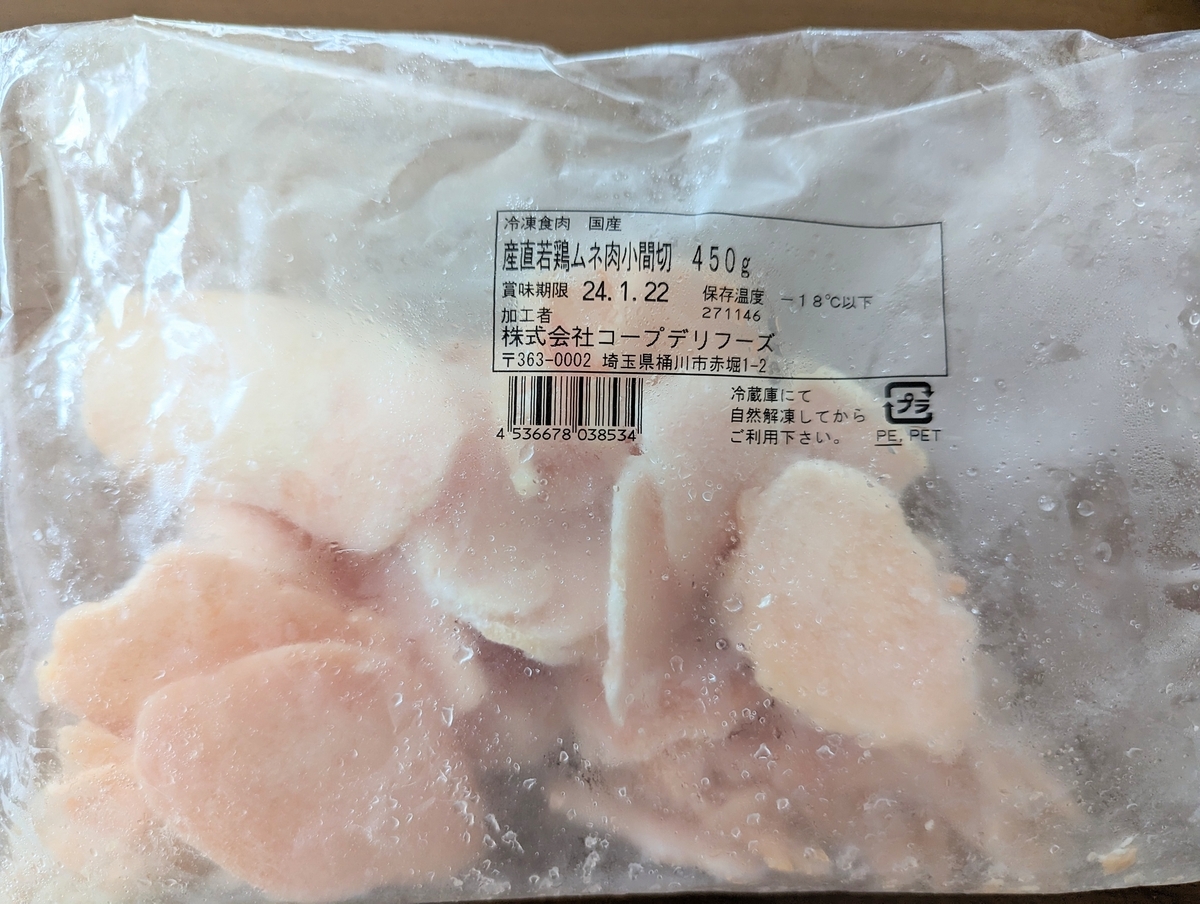 冷凍食肉 国産
産直若鶏ムネ肉小間切 450g
賞味期限 24.1.22 保存温度 -18℃以下
加工者 271146
株式会社コープデリフーズ
〒363-0002 埼玉県桶川市赤堀1-2
4 536678 038534
冷蔵庫にて
自然解凍してから
ご利用下さい。
プラ
PE, PET